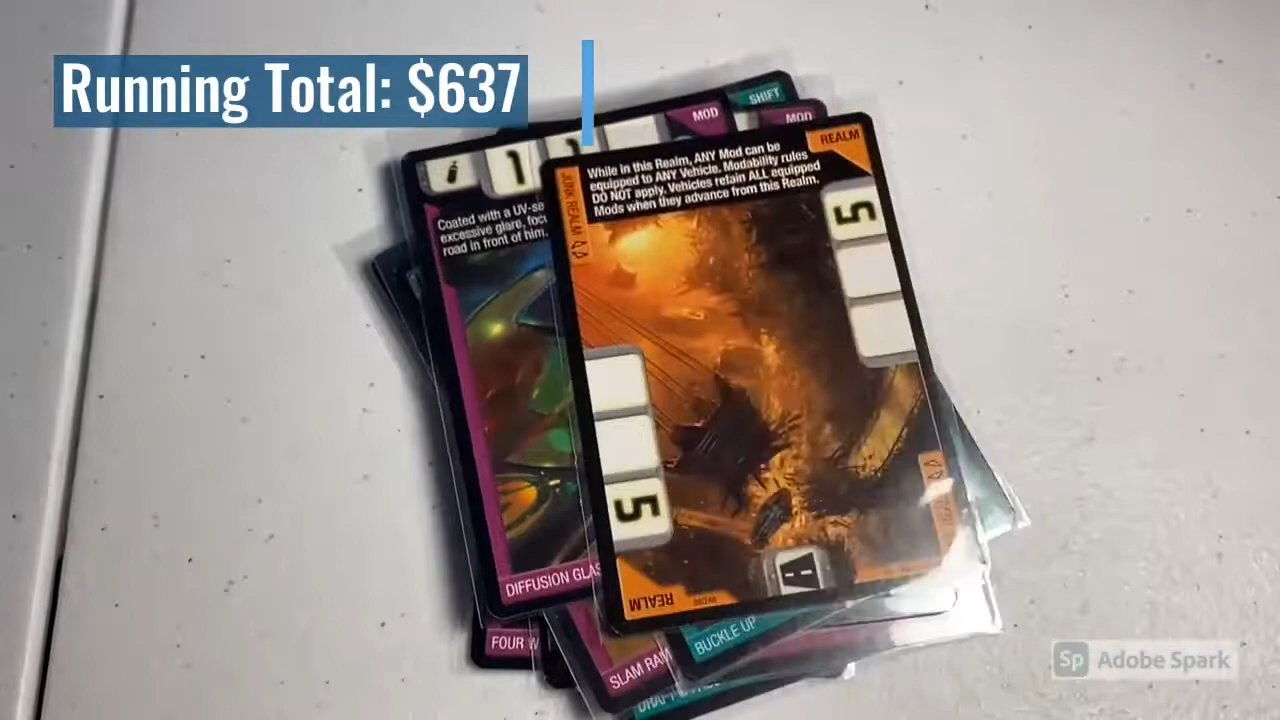 Running Total: $637
SHIFT
MOD
MOD
REALM
1
While in this Realm, ANY Mod can be
equipped to ANY Vehicle. Modability rules
DO NOT apply. Vehicles retain ALL equipped
Mods when they advance from this Realm.
JUNK REALM
5
Coated with a UV-se
excessive glare, foc
road in front of him.
5
DIFFUSION GLAS
REALM
FOUR W
BUCKLE UP
SLAM RAM
Sp Adobe Spark